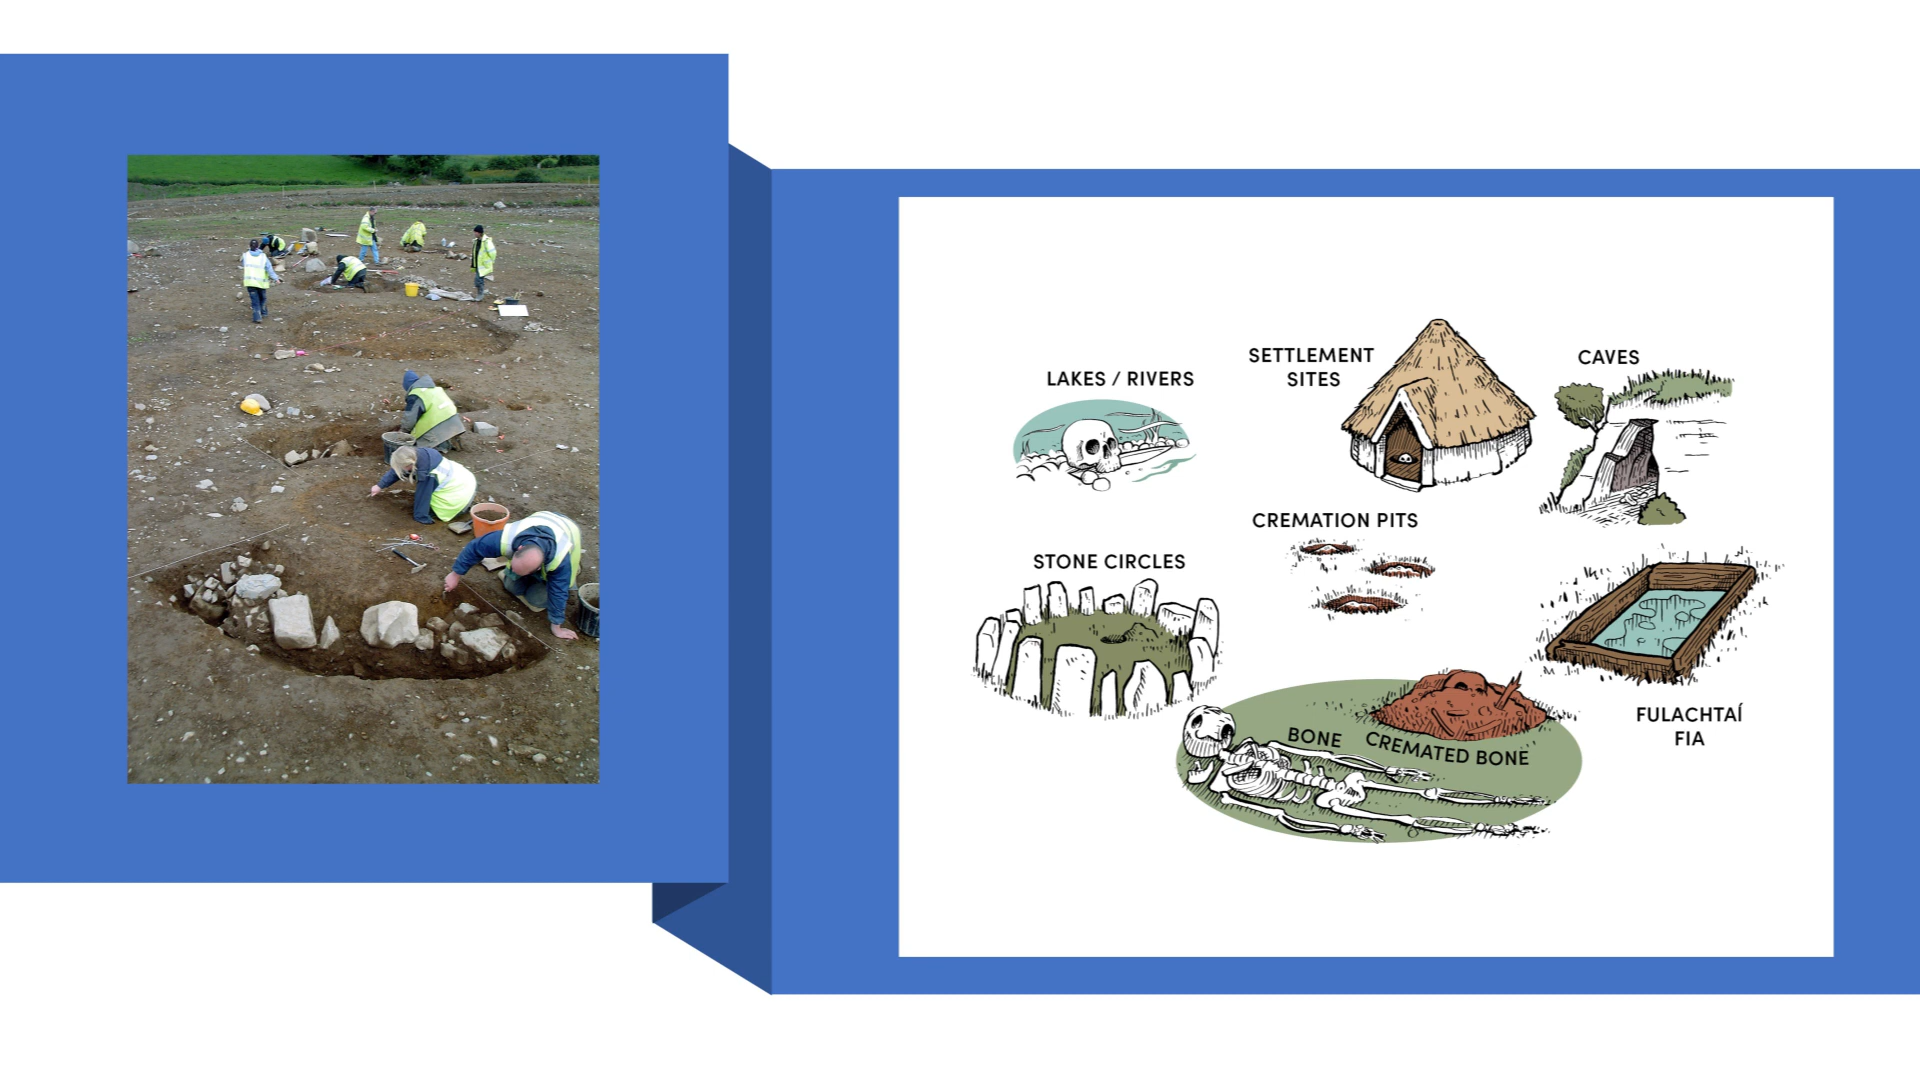 LAKES / RIVERS
SETTLEMENT
SITES
CAVES
CREMATION PITS
STONE CIRCLES
FULACHTAÍ
FIA
BONE
CREMATED BONE